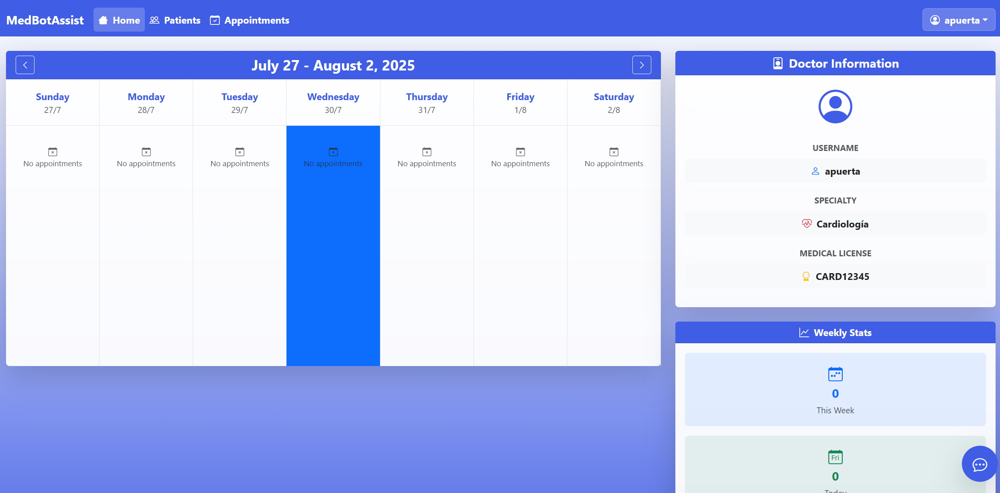 MedBotAssist Home Patients Appointments apuerta
July 27 - August 2, 2025
Sunday Monday Tuesday Wednesday Thursday Friday Saturday
27/7 28/7 29/7 30/7 31/7 1/8 2/8
No appointments No appointments No appointments No appointments No appointments No appointments No appointments
Doctor Information
USERNAME
apuerta
SPECIALTY
Cardiología
MEDICAL LICENSE
CARD12345
Weekly Stats
0
This Week
Fri
0
Today